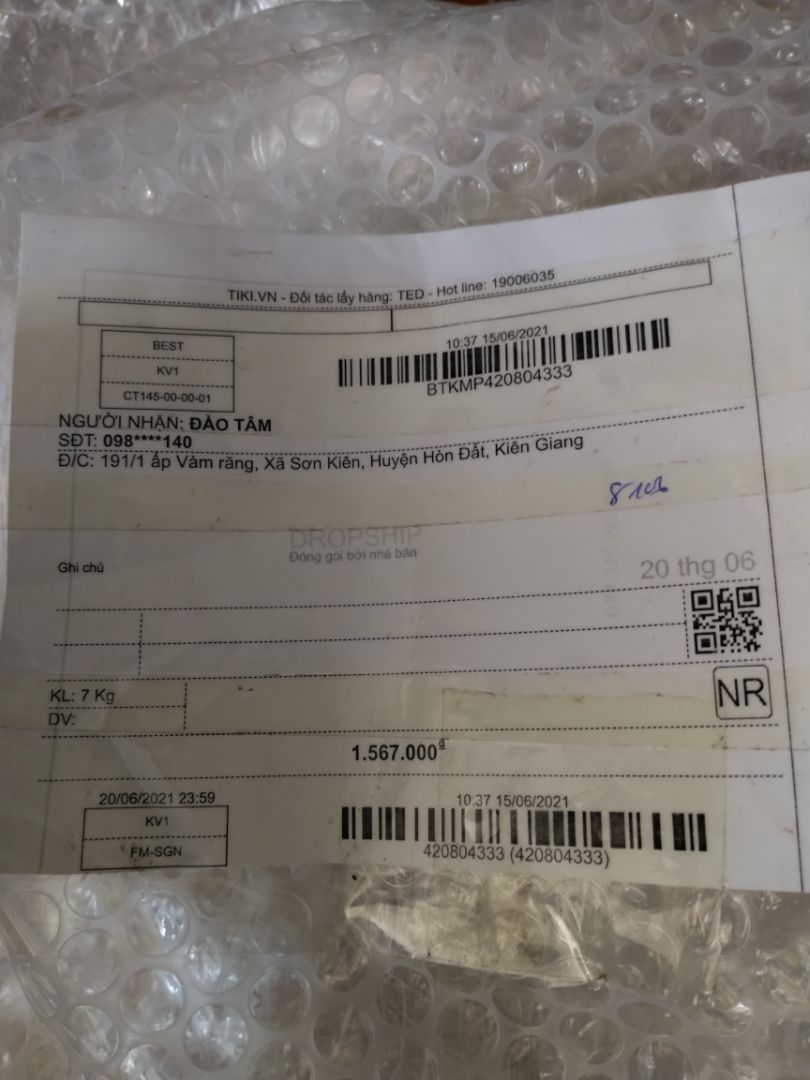 TIKI.VN - Đối tác lấy hàng: TED - Hot line: 19006035
BEST
KV1
CT145-00-00-01
10:37 15/06/2021
BTKMP420804333
NGƯỜI NHẬN: ĐÀO TÂM
SĐT: 098****140
Đ/C: 191/1 ấp Vàm răng, Xã Sơn Kiên, Huyện Hòn Đất, Kiên Giang
DROPSHIP
Đóng gói bởi nhà bán
Ghi chú
20 thg 06
KL: 7 Kg
DV:
NR
1.567.000đ
20/06/2021 23:59
KV1
FM-SGN
10:37 15/06/2021
420804333 (420804333)